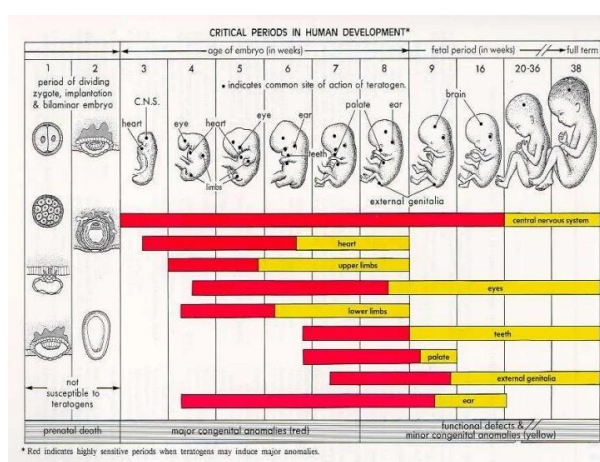 CRITICAL PERIODS IN HUMAN DEVELOPMENT*
age of embryo (in weeks)
fetal period (in weeks)
full term
1 2 3 4 5 6 7 8 9 16 20-36 38
period of dividing
zygote, implantation
& bilaminar embryo
• indicates common site of action of teratogen.
C.N.S.
heart
eye
heart
limbs
eye
ear
teeth
palate
ear
brain
external genitalia
central nervous system
heart
upper limbs
eyes
lower limbs
teeth
palate
external genitalia
ear
not
susceptible to
teratogens
prenatal death
major congenital anomalies (red)
functional defects &
minor congenital anomalies (yellow)
* Red indicates highly sensitive periods when teratogens may induce major anomalies.